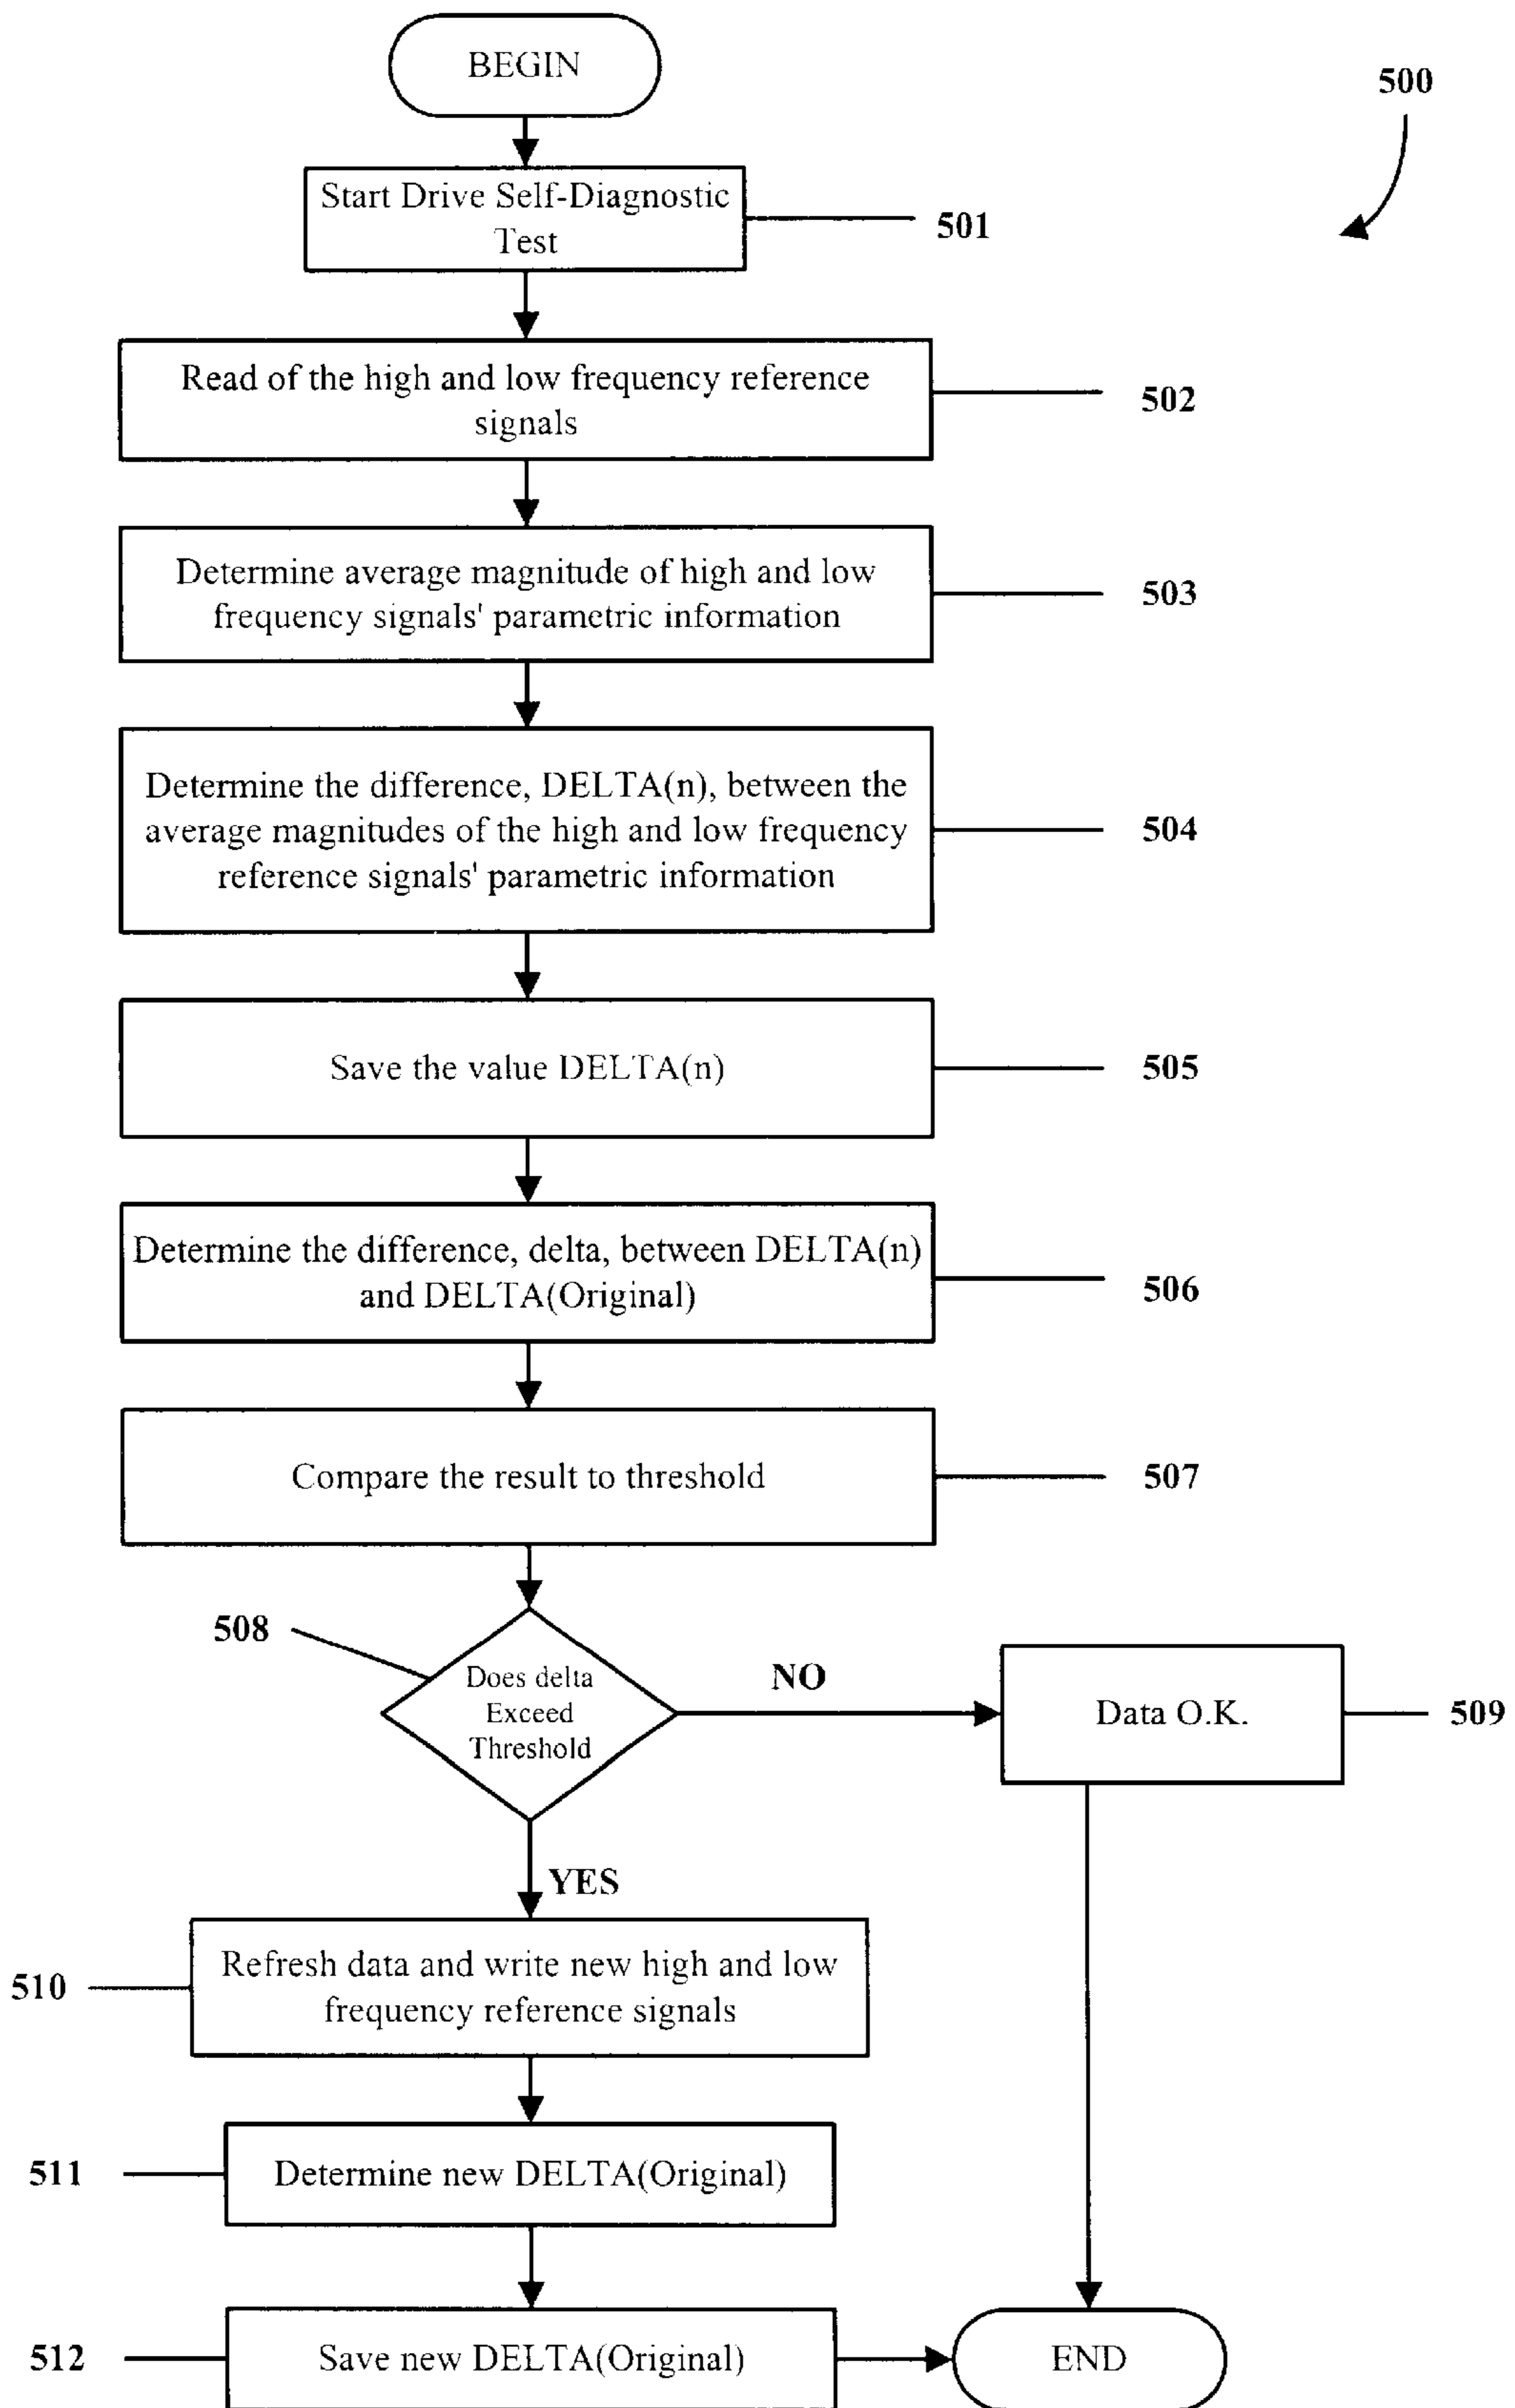 BEGIN
500
Start Drive Self-Diagnostic
Test
501
Read of the high and low frequency reference
signals
502
Determine average magnitude of high and low
frequency signals' parametric information
503
Determine the difference, DELTA(n), between the
average magnitudes of the high and low frequency
reference signals' parametric information
504
Save the value DELTA(n)
505
Determine the difference, delta, between DELTA(n)
and DELTA(Original)
506
Compare the result to threshold
507
508
Does delta
Exceed
Threshold
NO
Data O.K.
509
YES
510
Refresh data and write new high and low
frequency reference signals
511
Determine new DELTA(Original)
512
Save new DELTA(Original)
END